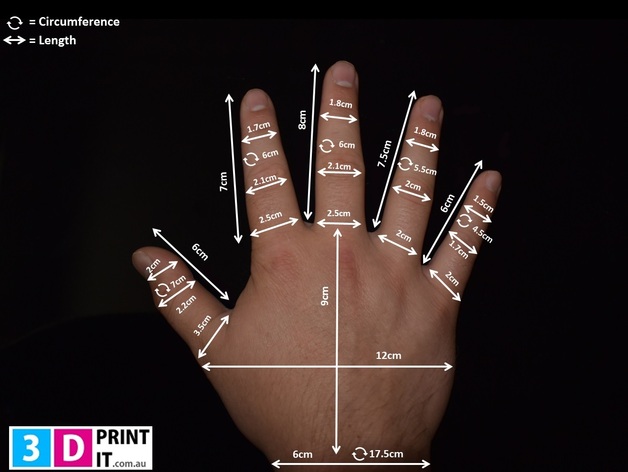 = Circumference
= Length
8cm
1.8cm
1.7cm
6cm
6cm
2.1cm
2.1cm
7cm
2.5cm
2.5cm
7.5cm
1.8cm
5.5cm
2cm
2cm
6cm
1.5cm
4.5cm
1.7cm
2cm
6cm
2cm
7cm
2.2cm
3.5cm
9cm
12cm
6cm
17.5cm
3D PRINT
IT.com.au